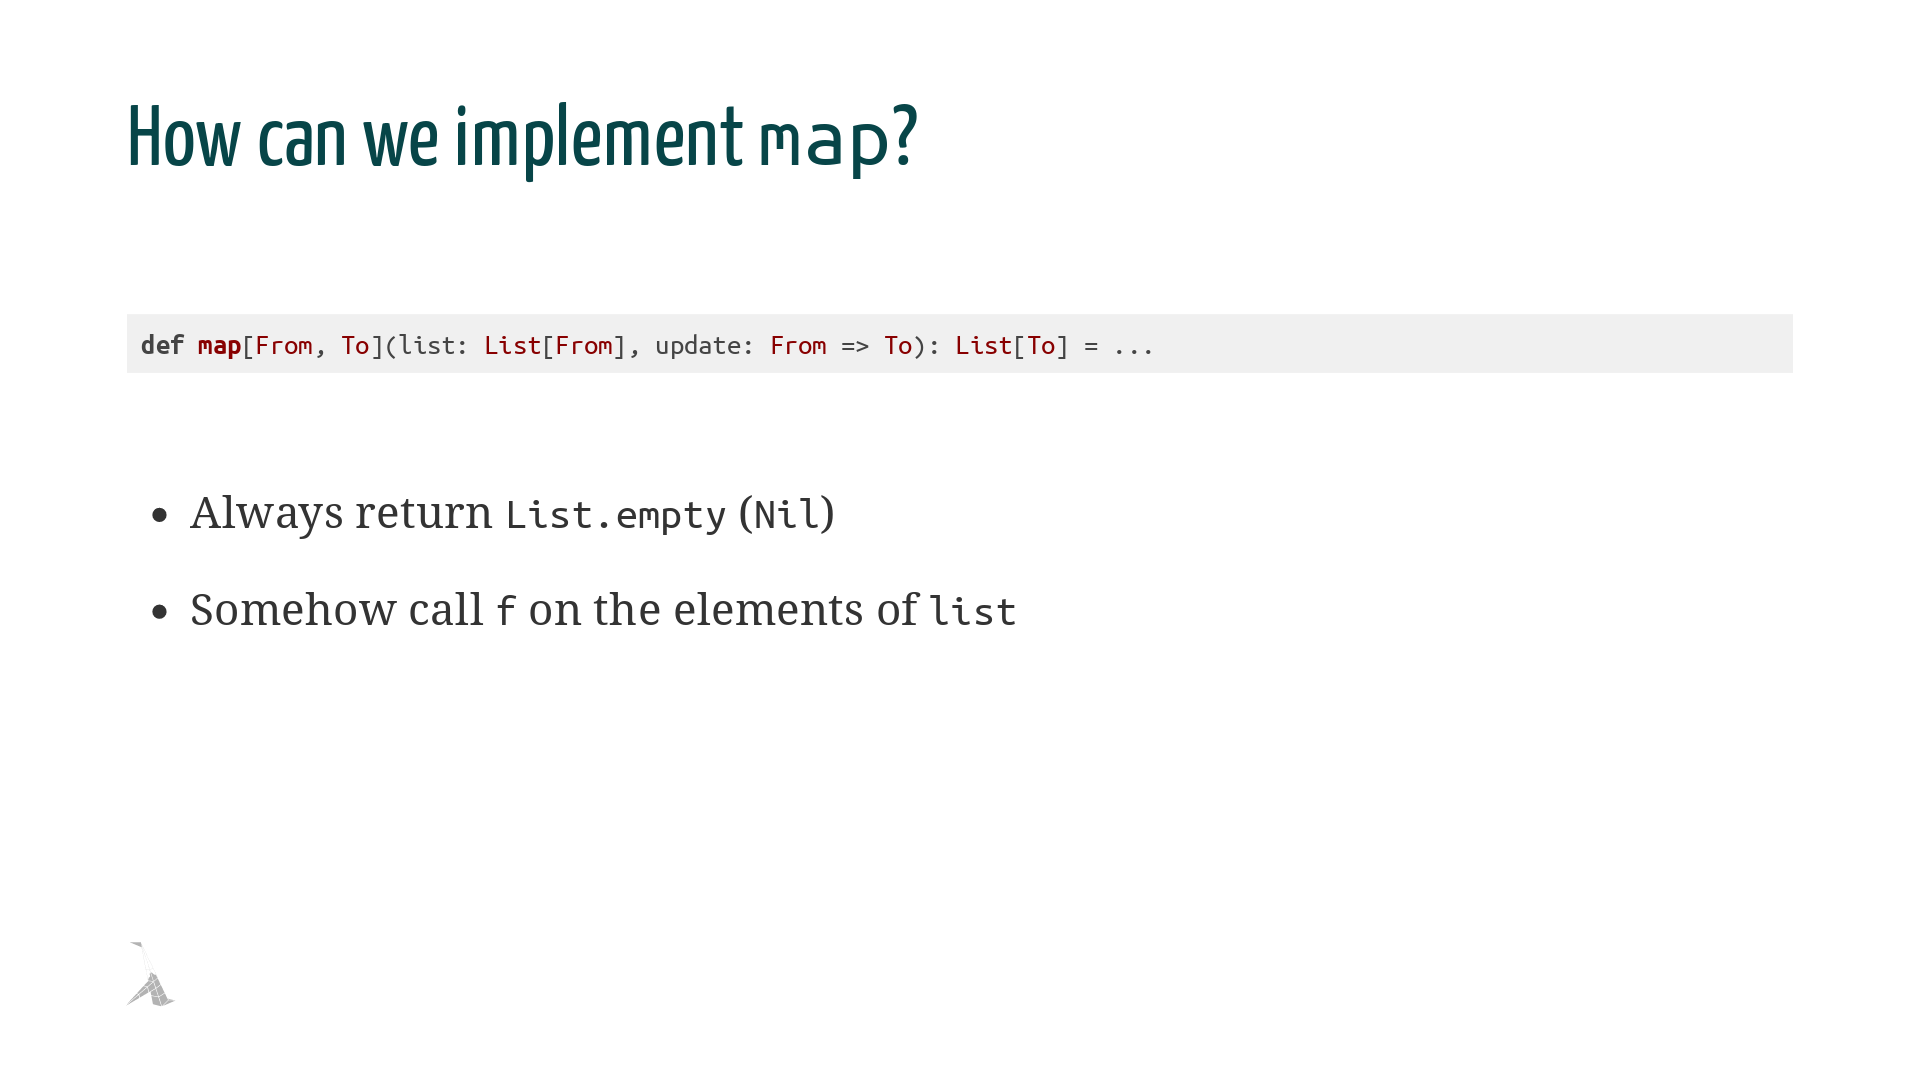 How can we implement map?
def map[From, To](list: List[From], update: From => To): List[To] = ...
• Always return List.empty (Nil)
• Somehow call f on the elements of list